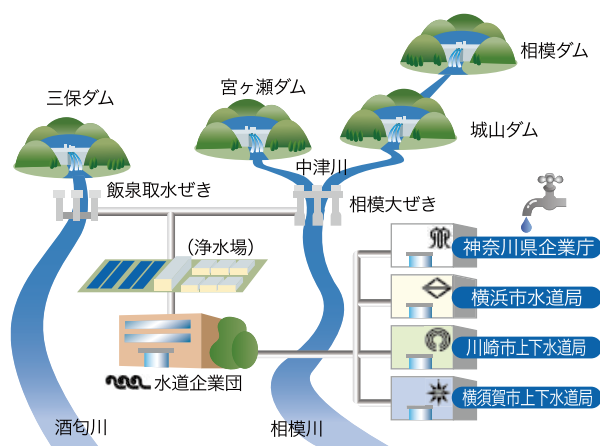 相模ダム
三保ダム
宮ヶ瀬ダム
城山ダム
中津川
飯泉取水ぜき
相模大ぜき
(浄水場)
神奈川県企業庁
横浜市水道局
川崎市上下水道局
水道企業団
横須賀市上下水道局
酒匂川
相模川